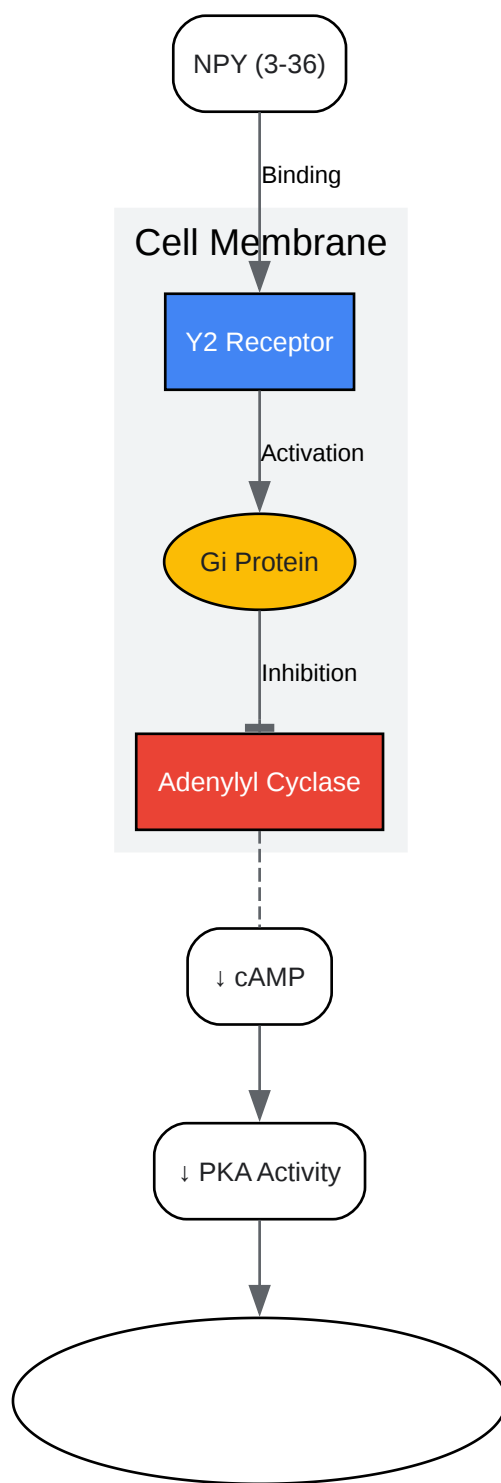 NPY (3-36)
Binding
Cell Membrane
Y2 Receptor
Activation
Gi Protein
Inhibition
Adenylyl Cyclase
↓ cAMP
↓ PKA Activity